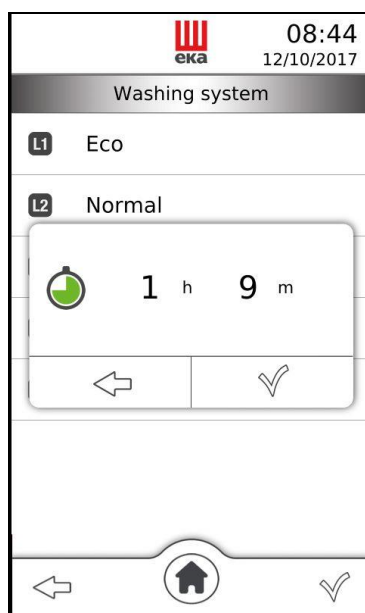 08:44
eka
12/10/2017
Washing system
L1 Eco
L2 Normal
1 h 9 m